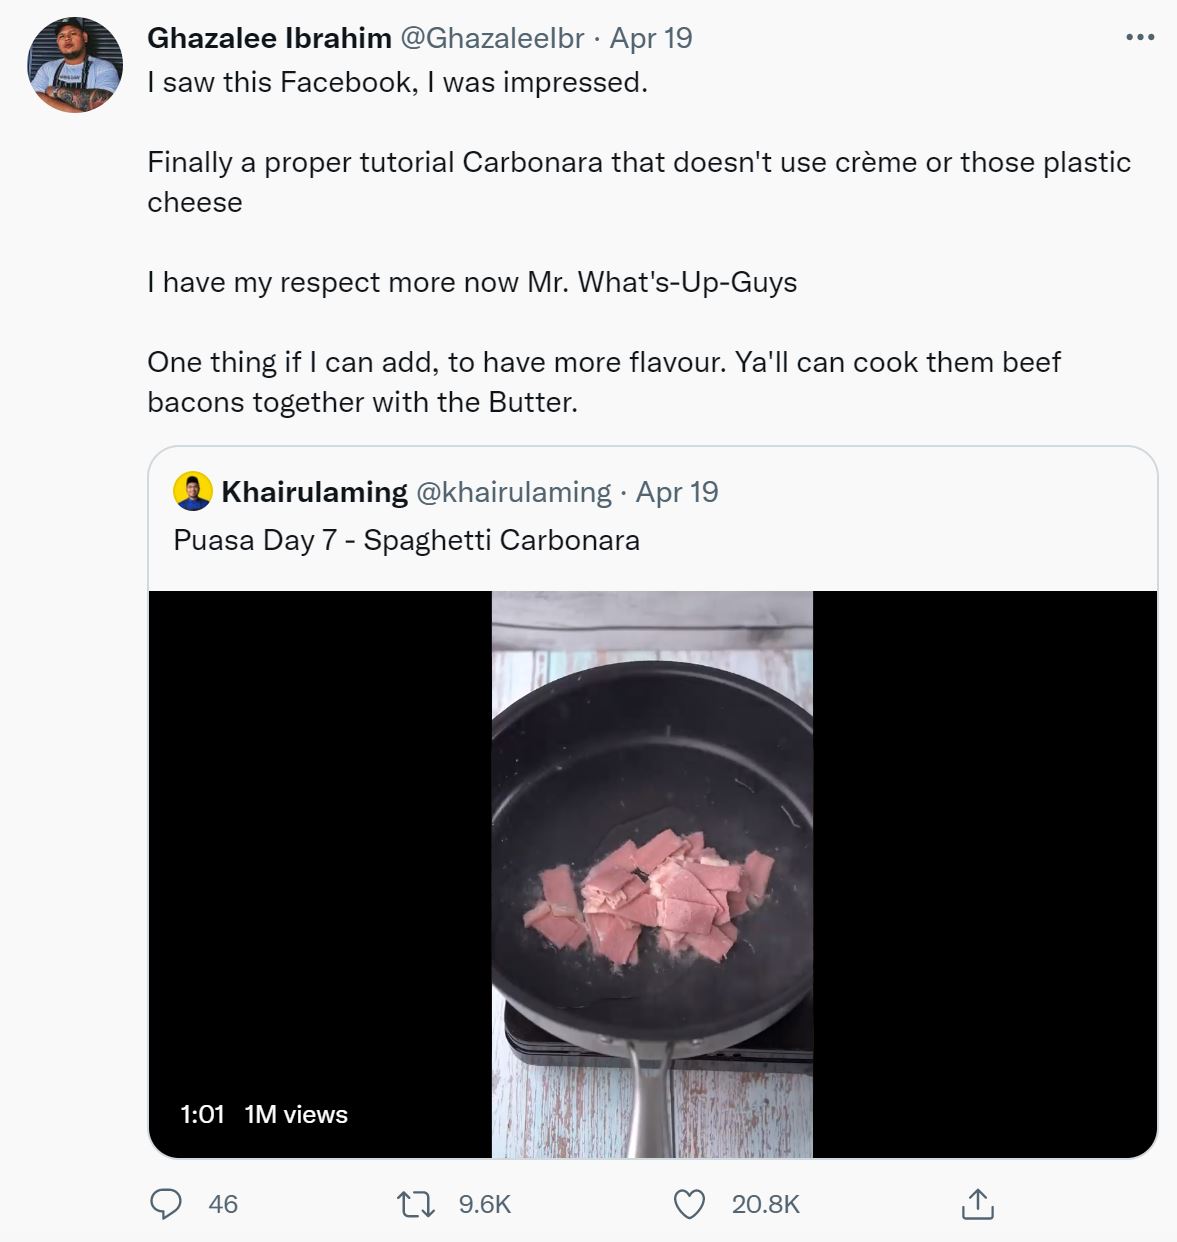 Ghazalee Ibrahim @GhazaleeIbr · Apr 19
I saw this Facebook, I was impressed.
Finally a proper tutorial Carbonara that doesn't use crème or those plastic
cheese
I have my respect more now Mr. What's-Up-Guys
One thing if I can add, to have more flavour. Ya'll can cook them beef
bacons together with the Butter.
Khairulaming @khairulaming · Apr 19
Puasa Day 7 - Spaghetti Carbonara
1:01 1M views
46 9.6K 20.8K